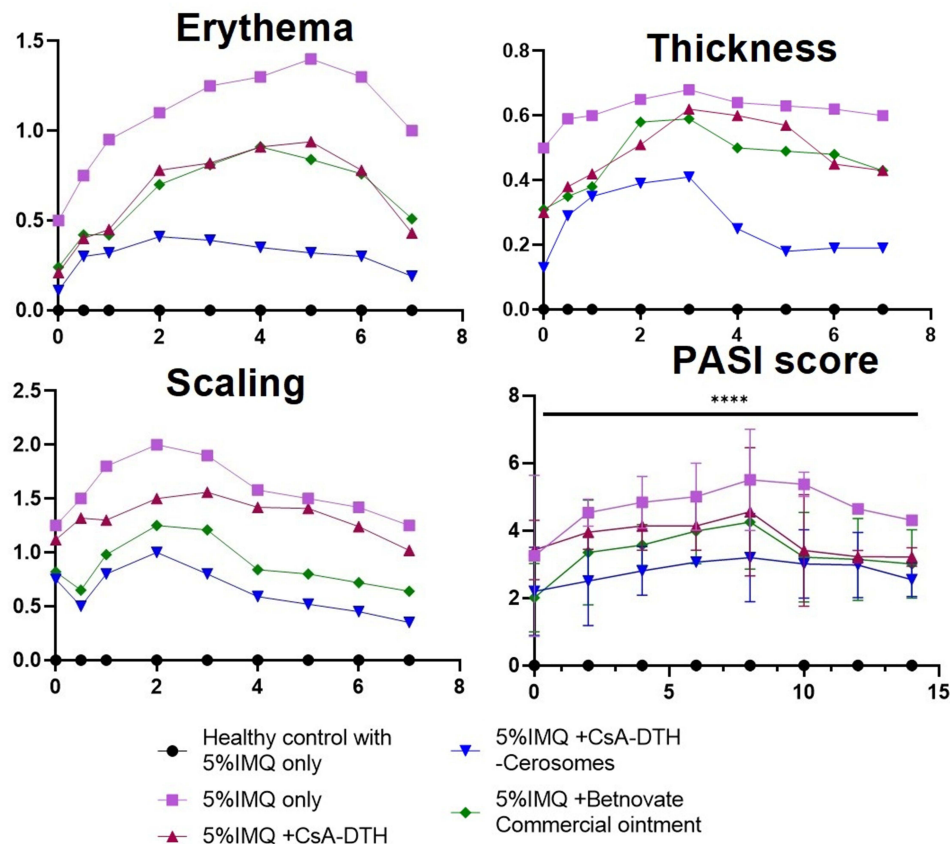 Erythema
1.5
1.0
0.5
0.0
0 2 4 6 8
Thickness
0.8
0.6
0.4
0.2
0.0
0 2 4 6 8
Scaling
2.5
2.0
1.5
1.0
0.5
0.0
0 2 4 6 8
PASI score
****
8
6
4
2
0
0 5 10 15
Healthy control with
5%IMQ only
5%IMQ only
5%IMQ +CsA-DTH
5%IMQ +CsA-DTH
-Cerosomes
5%IMQ +Betnovate
Commercial ointment